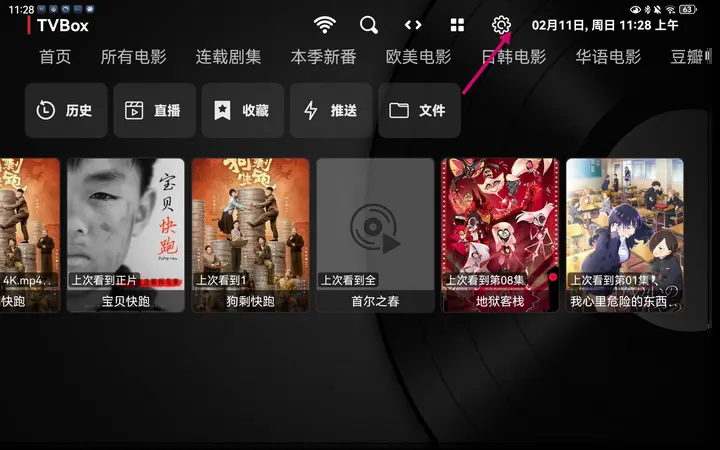 11:28
63
TVBox
02月11日, 周日 11:28 上午
首页 所有电影 连载剧集 本季新番 欧美电影 日韩电影 华语电影 豆瓣
历史 直播 收藏 推送 文件
宝贝快跑
狗剩快跑
4K.mp4... 上次看到正片 上次看到1 上次看到全 上次看到第08集 上次看到第01集
快跑 宝贝快跑 狗剩快跑 首尔之春 地狱客栈 我心里危险的东西...